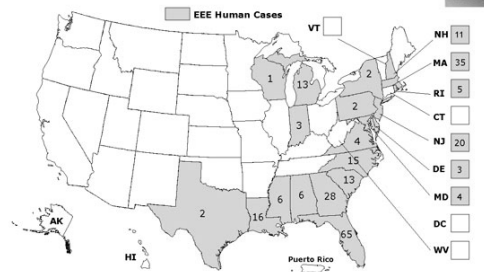 EEE Human Cases
VT
NH 11
MA 35
RI 5
CT
NJ 20
DE 3
MD 4
DC
WV
1
13
2
2
3
4
15
13
2
16
6
6
28
65
AK
HI
Puerto Rico